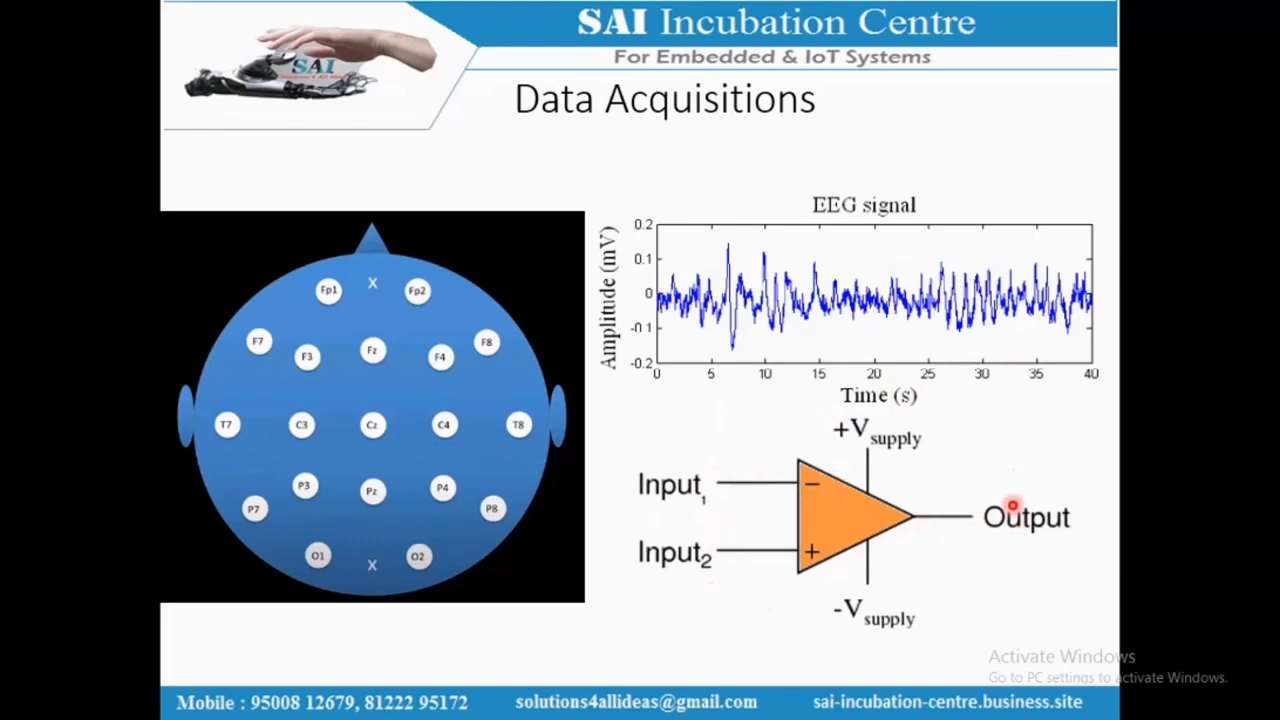 SAI Incubation Centre
For Embedded & IoT Systems
SAI
Data Acquisitions
Fp1 X Fp2
F7 F3 Fz F4 F8
T7 C3 Cz C4 T8
P7 P3 Pz P4 P8
O1 X O2
EEG signal
Amplitude (mV)
0.2
0.1
0
-0.1
-0.2
0 5 10 15 20 25 30 35 40
Time (s)
+Vsupply
Input1
−
Output
Input2
+
-Vsupply
Activate Windows
Go to PC settings to activate Windows.
Mobile : 95008 12679, 81222 95172 solutions4allideas@gmail.com sai-incubation-centre.business.site